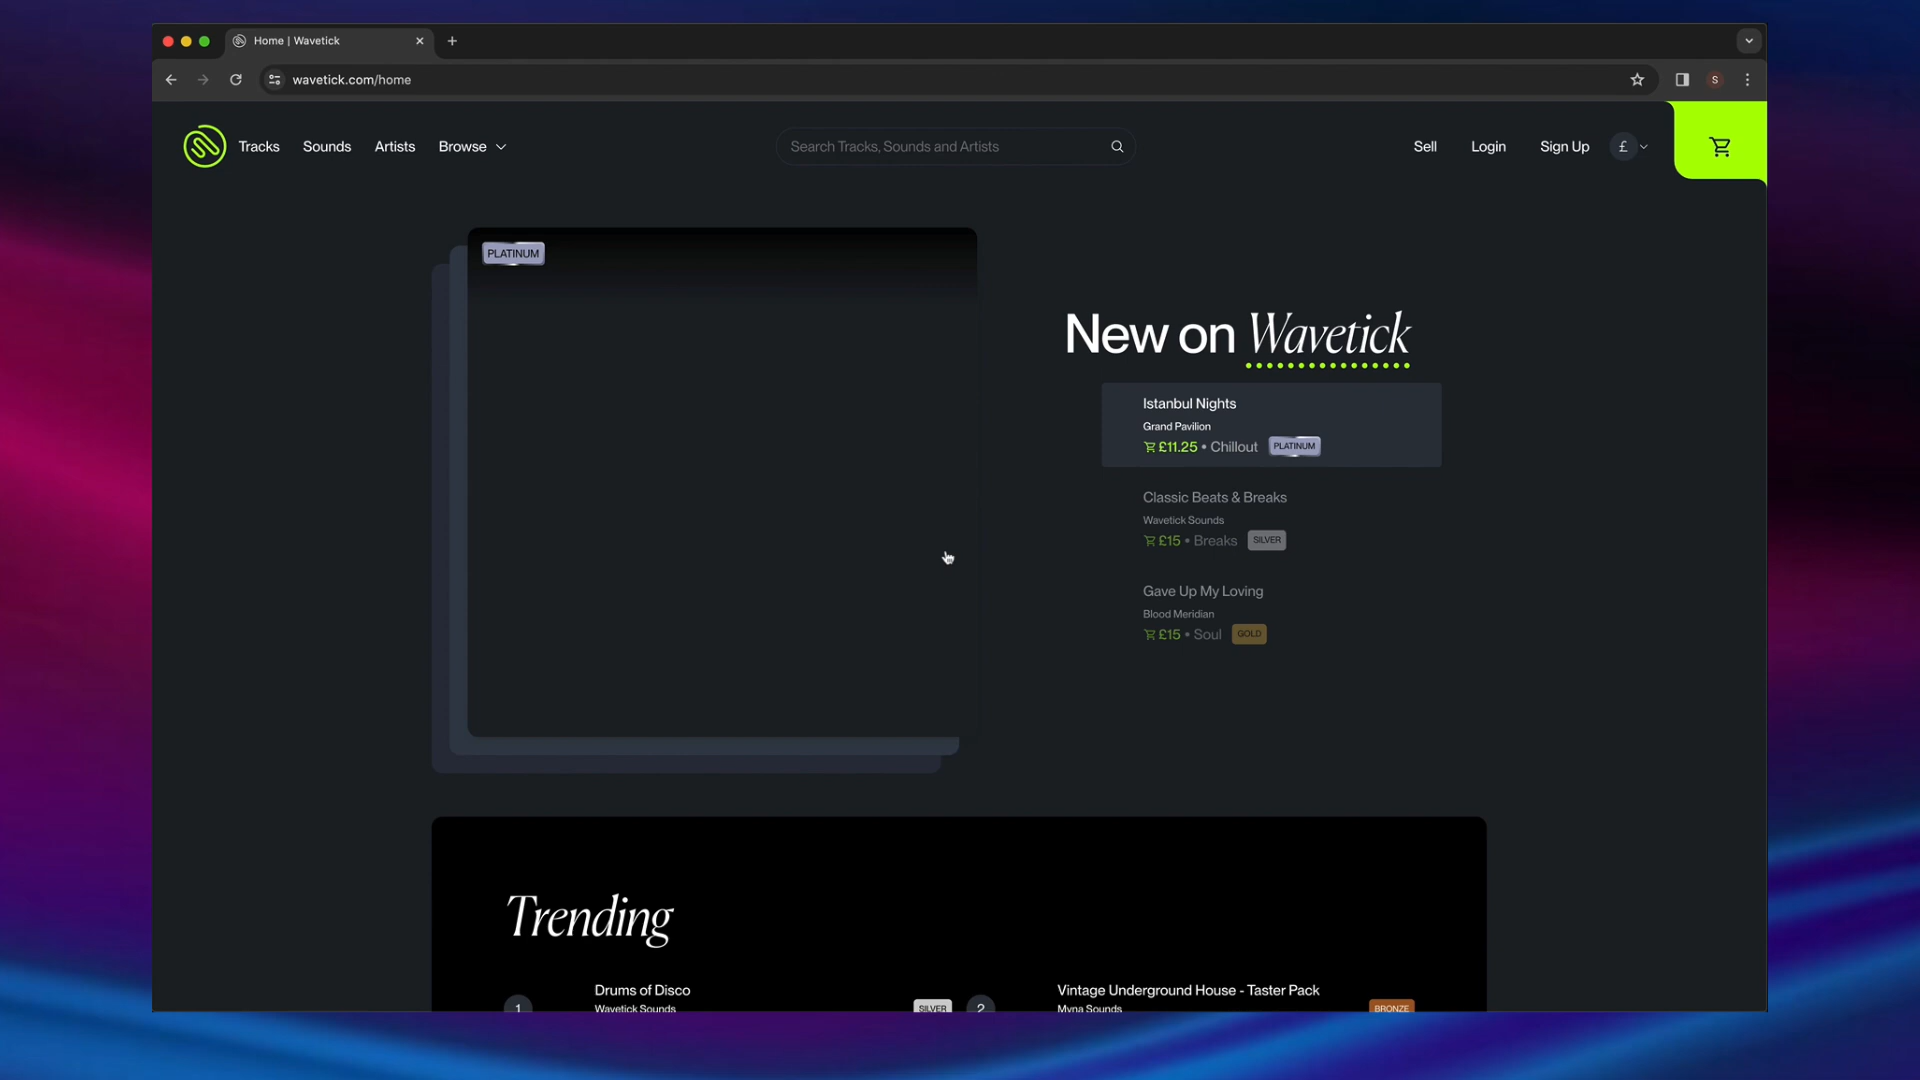 Home | Wavetick
wavetick.com/home
S
Tracks
Sounds
Artists
Browse
Search Tracks, Sounds and Artists
Sell
Login
Sign Up
£
PLATINUM
New on Wavetick
Istanbul Nights
Grand Pavilion
£11.25 • Chillout PLATINUM
Classic Beats & Breaks
Wavetick Sounds
£15 • Breaks SILVER
Gave Up My Loving
Blood Meridian
£15 • Soul GOLD
Trending
1
Drums of Disco
Wavetick Sounds
SILVER
2
Vintage Underground House - Taster Pack
Myna Sounds
BRONZE